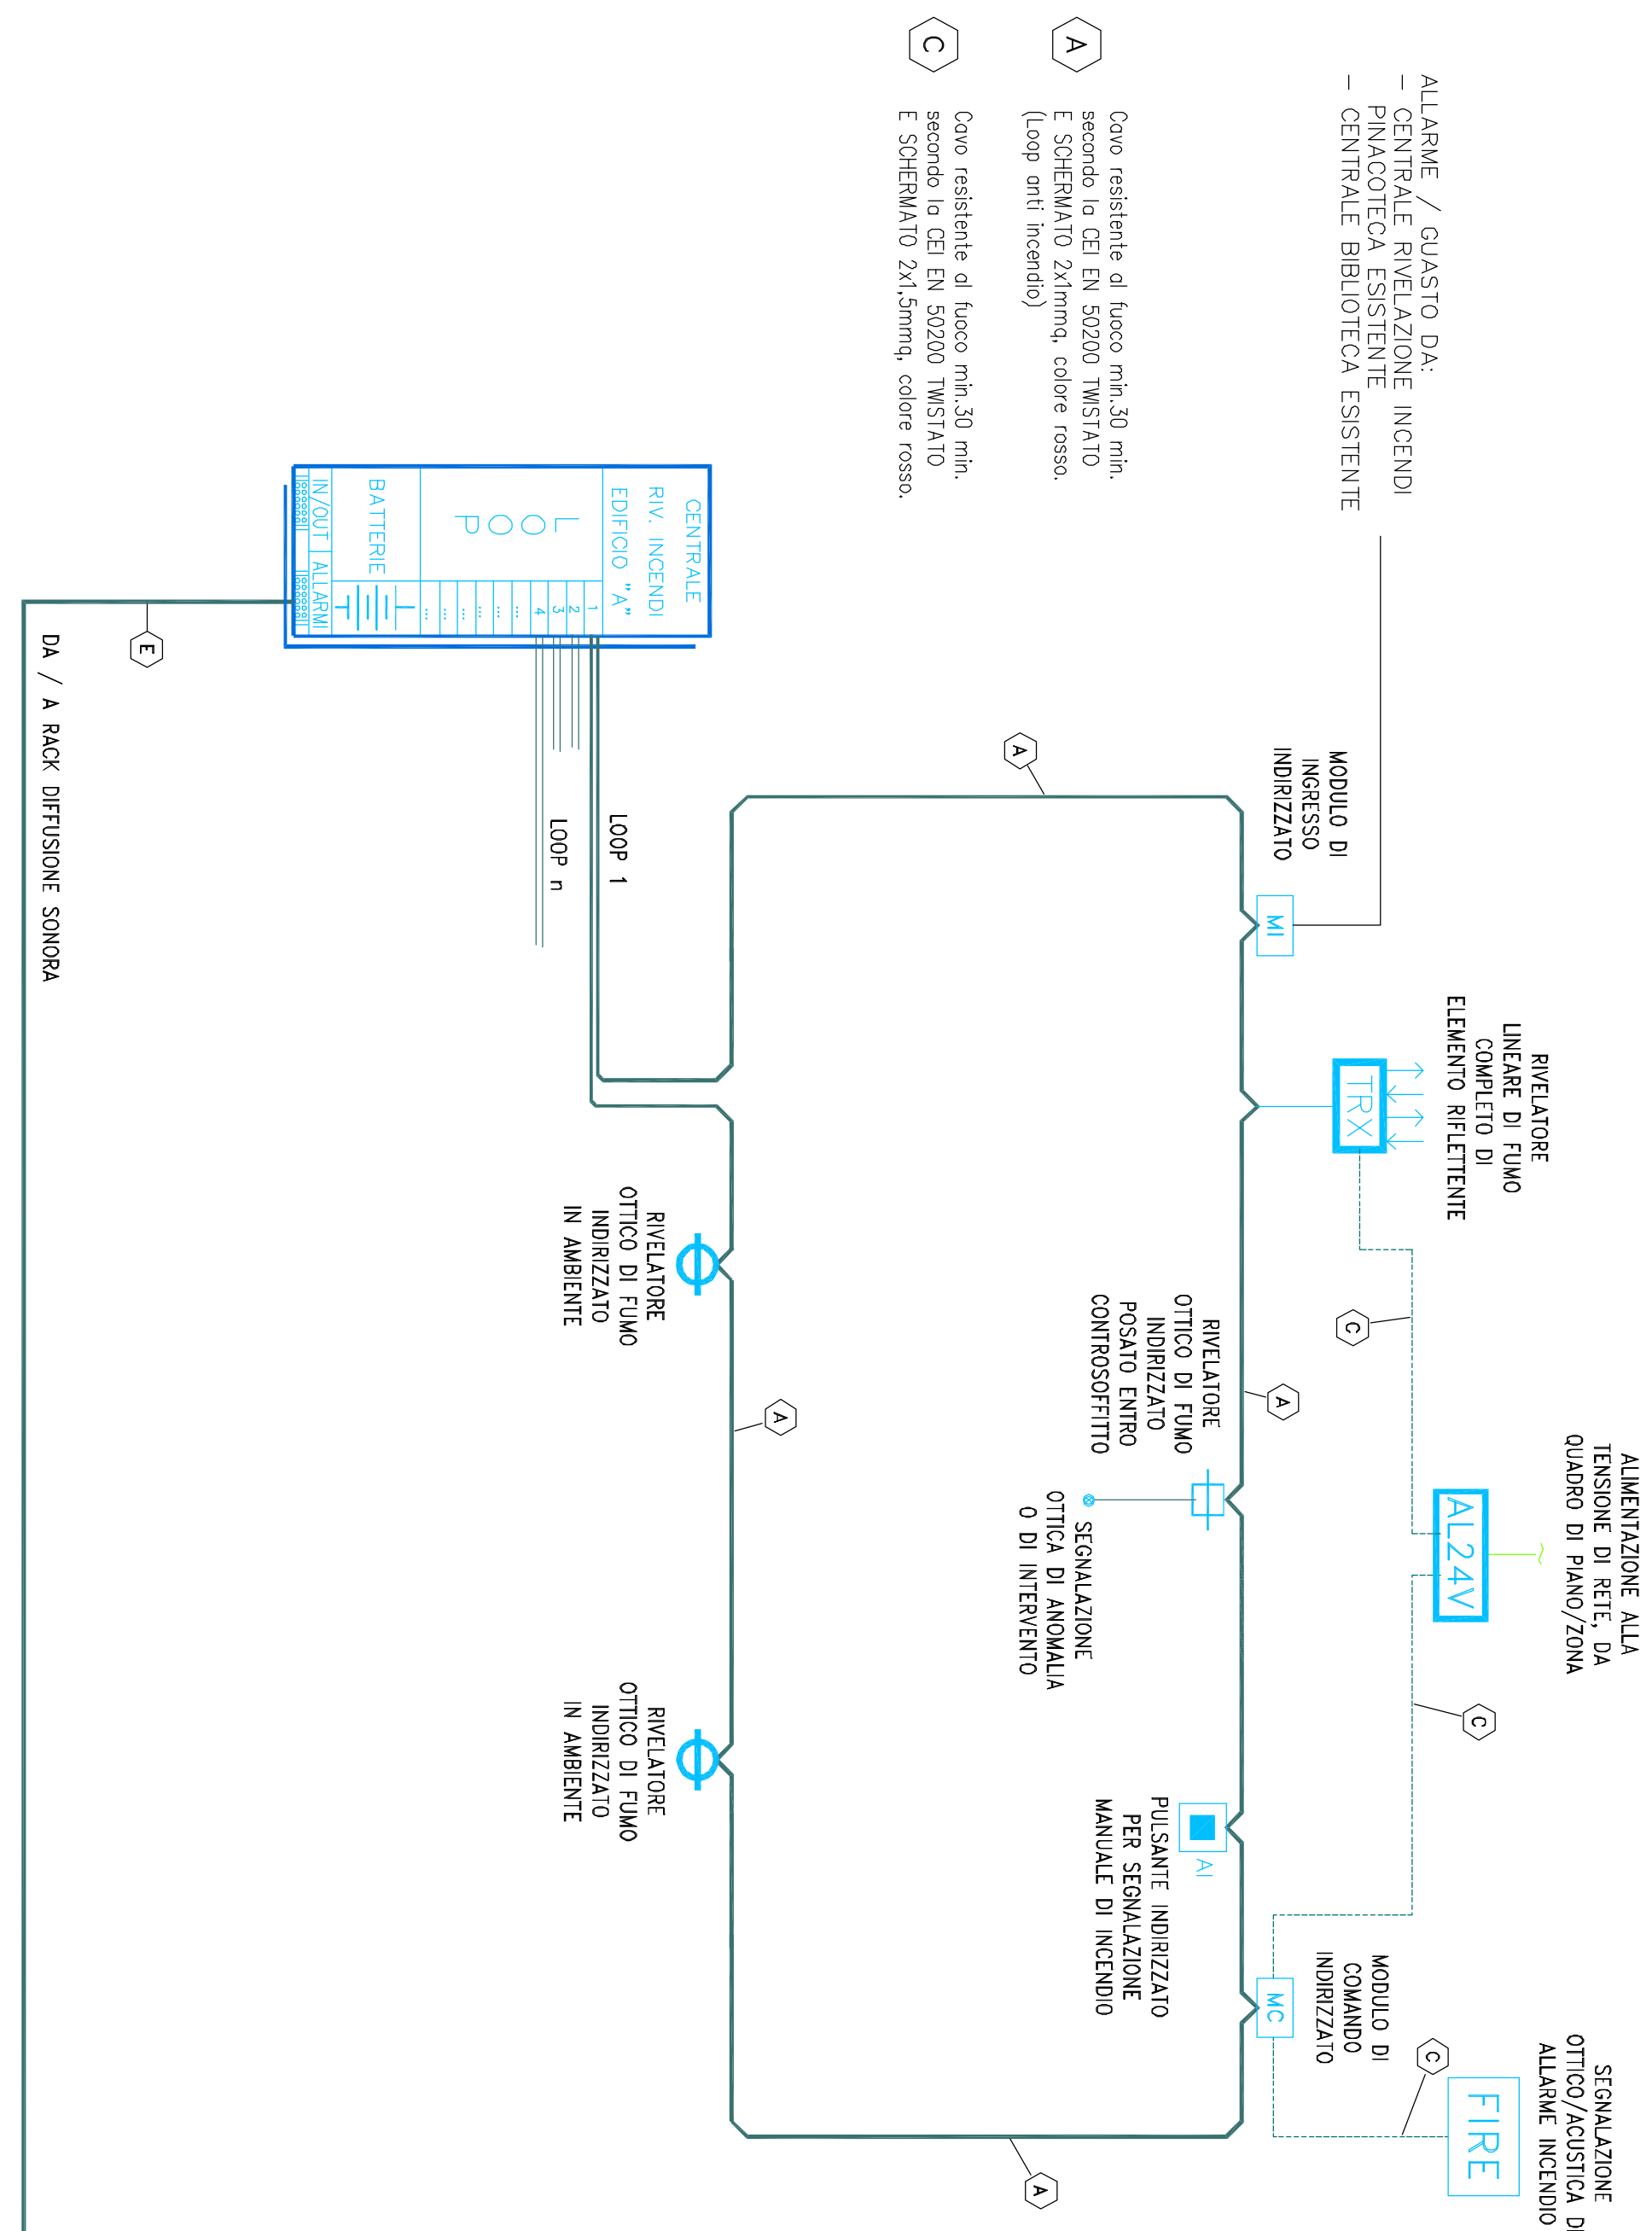 ALLARME / GUASTO DA:
- CENTRALE RIVELAZIONE INCENDI
PINACOTECA ESISTENTE
- CENTRALE BIBLIOTECA ESISTENTE
A
Cavo resistente al fuoco min.30 min.
secondo la CEI EN 50200 TWISTATO
E SCHERMATO 2x1mmq, colore rosso.
(Loop anti incendio)
C
Cavo resistente al fuoco min.30 min.
secondo la CEI EN 50200 TWISTATO
E SCHERMATO 2x1,5mmq, colore rosso.
MODULO DI
INGRESSO
INDIRIZZATO
MI
RIVELATORE
LINEARE DI FUMO
COMPLETO DI
ELEMENTO RIFLETTENTE
TRX
C
ALIMENTAZIONE ALLA
TENSIONE DI RETE, DA
QUADRO DI PIANO/ZONA
AL24V
C
SEGNALAZIONE
OTTICO/ACUSTICA DI
ALLARME INCENDIO
FIRE
C
MODULO DI
COMANDO
INDIRIZZATO
MC
A
A
RIVELATORE
OTTICO DI FUMO
INDIRIZZATO
POSATO ENTRO
CONTROSOFFITTO
SEGNALAZIONE
OTTICA DI ANOMALIA
O DI INTERVENTO
AI
PULSANTE INDIRIZZATO
PER SEGNALAZIONE
MANUALE DI INCENDIO
A
A
CENTRALE
RIV. INCENDI
EDIFICIO "A"
LOOP
1
2
3
4
...
...
...
...
...
...
BATTERIE
IN/OUT
ALLARMI
LOOP 1
LOOP n
RIVELATORE
OTTICO DI FUMO
INDIRIZZATO
IN AMBIENTE
RIVELATORE
OTTICO DI FUMO
INDIRIZZATO
IN AMBIENTE
E
DA / A RACK DIFFUSIONE SONORA